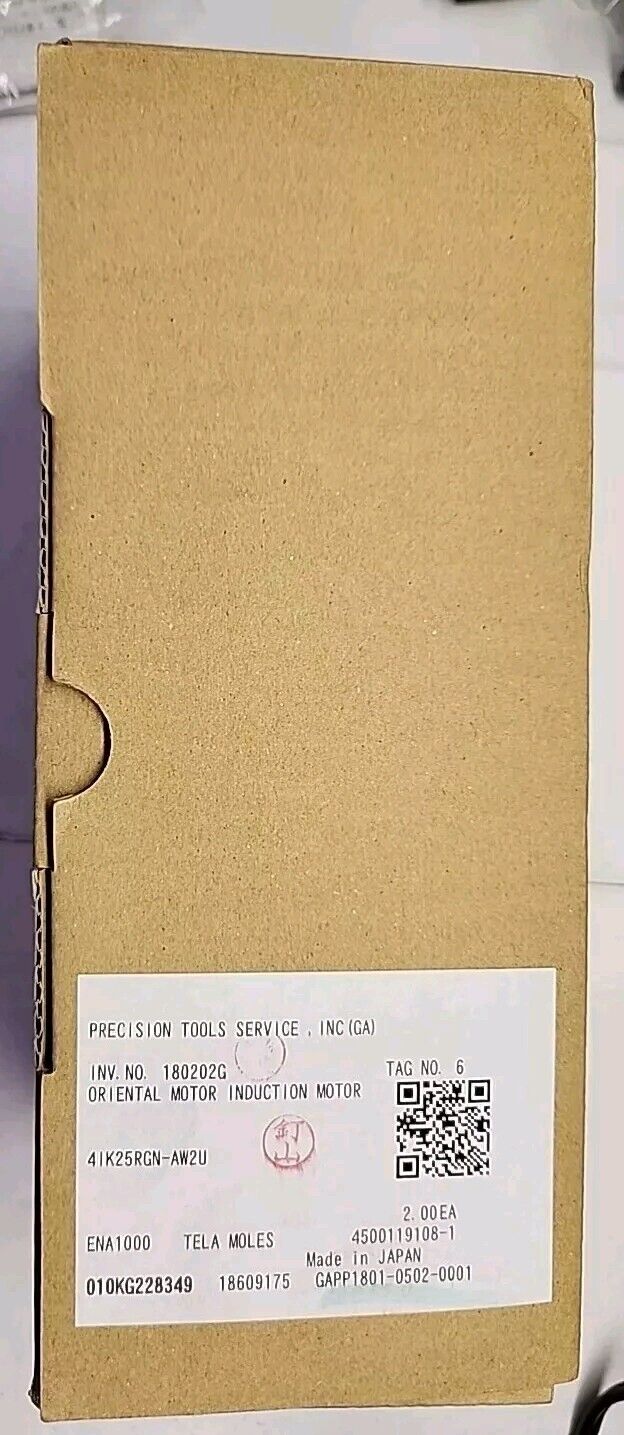 PRECISION TOOLS SERVICE , INC(GA)
INV. NO. 180202G TAG NO. 6
ORIENTAL MOTOR INDUCTION MOTOR
4IK25RGN-AW2U
2.00EA
ENA1000 TELA MOLES 4500119108-1
Made in JAPAN
010KG228349 18609175 GAPP1801-0502-0001